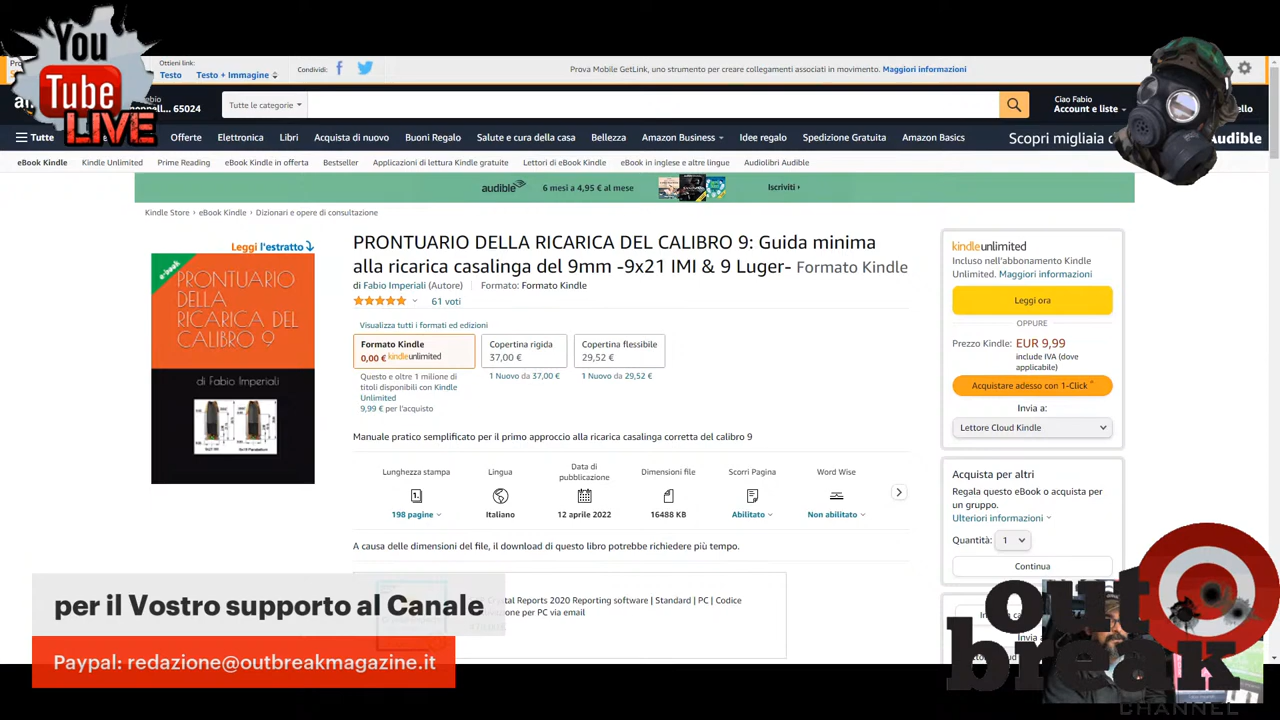 You
Tube
LIVE
Ottieni link:
Testo
Testo + Immagine
Condividi:
Prova Mobile GetLink, uno strumento per creare collegamenti associati in movimento. Maggiori informazioni
65024
Tutte le categorie
Ciao Fabio
Account e liste
Tutte
Offerte
Elettronica
Libri
Acquista di nuovo
Buoni Regalo
Salute e cura della casa
Bellezza
Amazon Business
Idee regalo
Spedizione Gratuita
Amazon Basics
Scopri migliaia
Audible
eBook Kindle
Kindle Unlimited
Prime Reading
eBook Kindle in offerta
Bestseller
Applicazioni di lettura Kindle gratuite
Lettori di eBook Kindle
eBook in inglese e altre lingue
Audiolibri Audible
audible
6 mesi a 4,95 € al mese
Iscriviti ›
Kindle Store › eBook Kindle › Dizionari e opere di consultazione
Leggi l'estratto
e-book
PRONTUARIO
DELLA
RICARICA DEL
CALIBRO 9
di Fabio Imperiali
PRONTUARIO DELLA RICARICA DEL CALIBRO 9: Guida minima
alla ricarica casalinga del 9mm -9x21 IMI & 9 Luger- Formato Kindle
di Fabio Imperiali (Autore)
Formato: Formato Kindle
61 voti
Visualizza tutti i formati ed edizioni
Formato Kindle
0,00 € kindleunlimited
Copertina rigida
37,00 €
Copertina flessibile
29,52 €
Questo e oltre 1 milione di
titoli disponibili con Kindle
Unlimited
9,99 € per l'acquisto
1 Nuovo da 37,00 €
1 Nuovo da 29,52 €
Manuale pratico semplificato per il primo approccio alla ricarica casalinga corretta del calibro 9
Lunghezza stampa
198 pagine
Lingua
Italiano
Data di
pubblicazione
12 aprile 2022
Dimensioni file
16488 KB
Scorri Pagina
Abilitato
Word Wise
Non abilitato
A causa delle dimensioni del file, il download di questo libro potrebbe richiedere più tempo.
Reports 2020 Reporting software | Standard | PC | Codice
per PC via email
kindleunlimited
Incluso nell'abbonamento Kindle
Unlimited. Maggiori informazioni
Leggi ora
OPPURE
Prezzo Kindle: EUR 9,99
include IVA (dove
applicabile)
Acquistare adesso con 1-Click
Invia a:
Lettore Cloud Kindle
Acquista per altri
Regala questo eBook o acquista per
un gruppo.
Ulteriori informazioni
Quantità: 1
Continua
per il Vostro supporto al Canale
Paypal: redazione@outbreakmagazine.it
out
break
CHANNEL